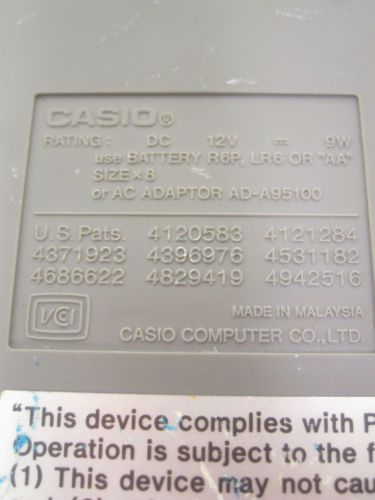 CASIO®
RATING: DC 12V ⎓ 9W
use BATTERY R6P, LR6 OR "AA"
SIZE × 8
or AC ADAPTOR AD-A95100
U.S. Pats. 4120583 4121284
4371923 4396976 4531182
4686622 4829419 4942516
VCI
MADE IN MALAYSIA
CASIO COMPUTER CO., LTD.
"This device complies with P
Operation is subject to the f
(1) This device may not cau